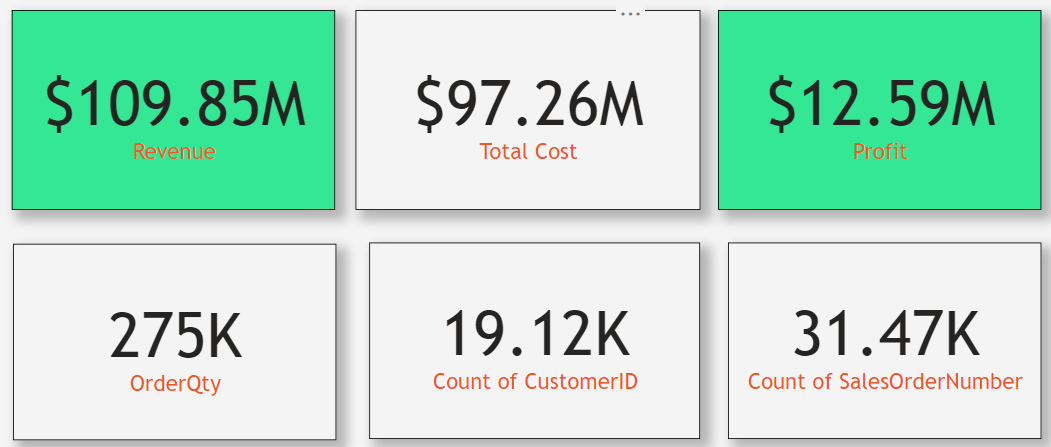 $109.85M
Revenue
$97.26M
Total Cost
$12.59M
Profit
275K
OrderQty
19.12K
Count of CustomerID
31.47K
Count of SalesOrderNumber